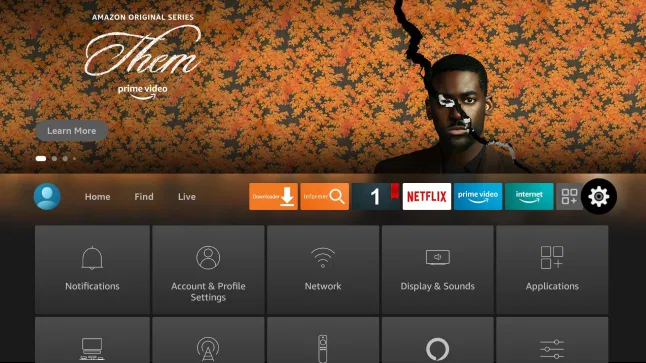 AMAZON ORIGINAL SERIES
Them
prime video
Learn More
Home
Find
Live
Downloader
Informer
1
NETFLIX
prime video
internet
Notifications
Account & Profile
Settings
Network
Display & Sounds
Applications